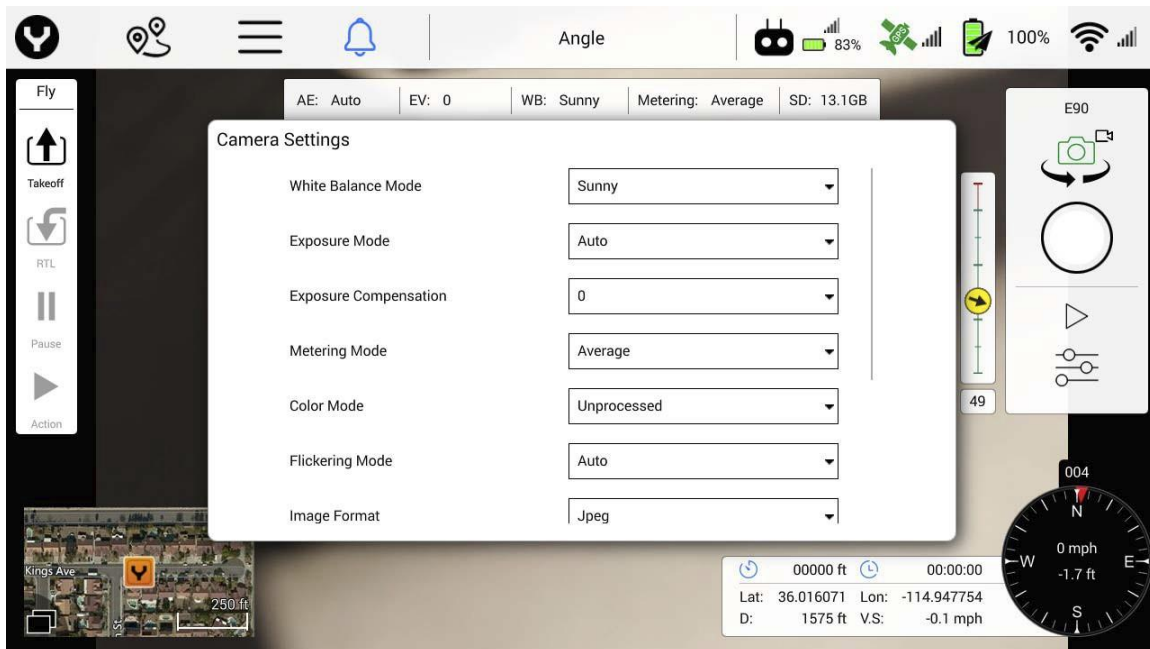 Angle
83%
GPS
100%
Fly
AE: Auto EV: 0 WB: Sunny Metering: Average SD: 13.1GB
E90
Camera Settings
Takeoff
White Balance Mode Sunny
RTL
Exposure Mode Auto
Exposure Compensation 0
Pause
Metering Mode Average
Action
Color Mode Unprocessed
49
Flickering Mode Auto
Image Format Jpeg
004
N
W
E
S
0 mph
-1.7 ft
Kings Ave
250 ft
00000 ft 00:00:00
Lat: 36.016071 Lon: -114.947754
D: 1575 ft V.S: -0.1 mph